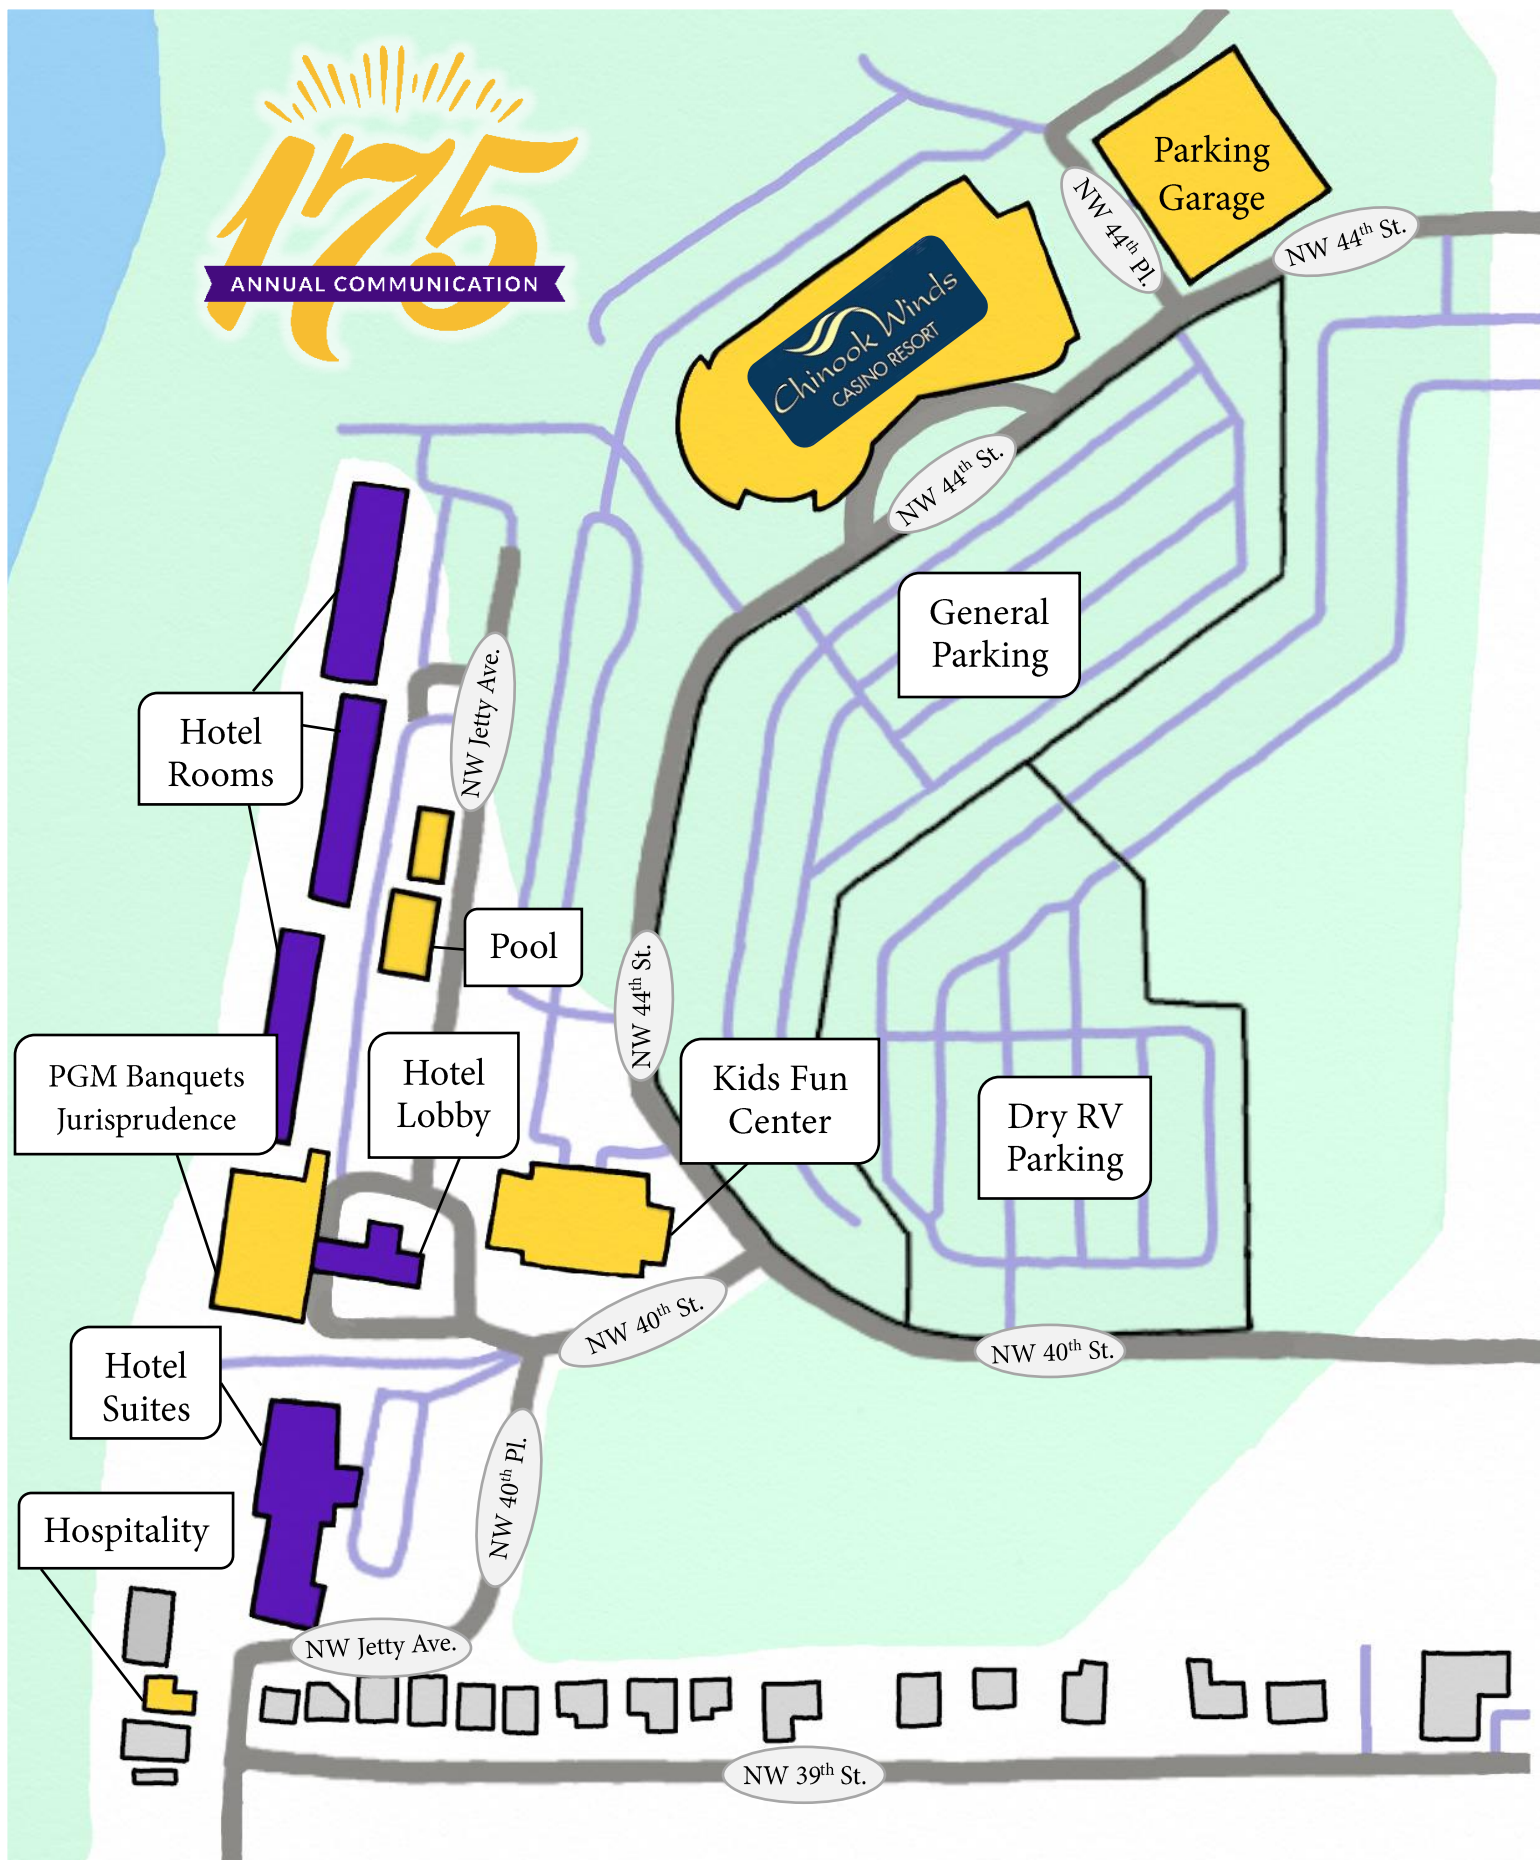 175
ANNUAL COMMUNICATION
Parking
Garage
NW 44th Pl.
NW 44th St.
Chinook Winds
CASINO RESORT
NW 44th St.
General
Parking
NW Jetty Ave.
Hotel
Rooms
Pool
NW 44th St.
PGM Banquets
Jurisprudence
Hotel
Lobby
Kids Fun
Center
Dry RV
Parking
NW 40th St.
NW 40th St.
Hotel
Suites
NW 40th Pl.
Hospitality
NW Jetty Ave.
NW 39th St.